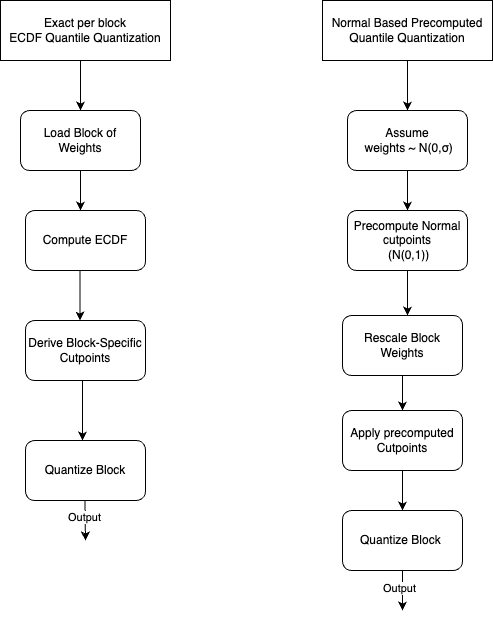 Exact per block
ECDF Quantile Quantization
Load Block of
Weights
Compute ECDF
Derive Block-Specific
Cutpoints
Quantize Block
Output
Normal Based Precomputed
Quantile Quantization
Assume
weights ~ N(0,σ)
Precompute Normal
cutpoints
(N(0,1))
Rescale Block
Weights
Apply precomputed
Cutpoints
Quantize Block
Output